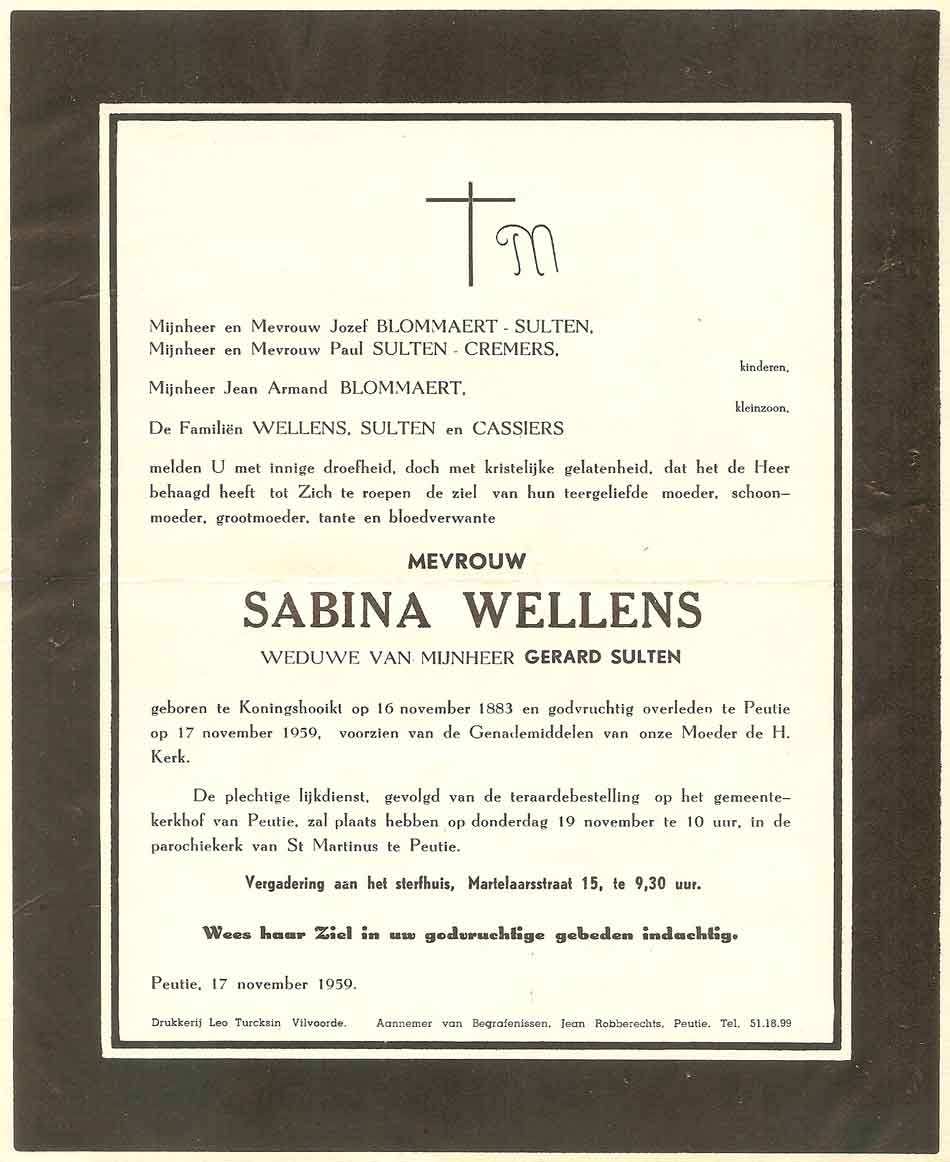 M
Mijnheer en Mevrouw Jozef BLOMMAERT - SULTEN,
Mijnheer en Mevrouw Paul SULTEN - CREMERS,
kinderen,
Mijnheer Jean Armand BLOMMAERT,
kleinzoon,
De Familiën WELLENS, SULTEN en CASSIERS
melden U met innige droefheid, doch met kristelijke gelatenheid, dat het de Heer
behaagd heeft tot Zich te roepen de ziel van hun teergeliefde moeder, schoon-
moeder, grootmoeder, tante en bloedverwante
MEVROUW
SABINA WELLENS
WEDUWE VAN MIJNHEER GERARD SULTEN
geboren te Koningshooikt op 16 november 1883 en godvruchtig overleden te Peutie
op 17 november 1959, voorzien van de Genademiddelen van onze Moeder de H.
Kerk.
De plechtige lijkdienst, gevolgd van de teraardebestelling op het gemeente-
kerkhof van Peutie, zal plaats hebben op donderdag 19 november te 10 uur, in de
parochiekerk van St Martinus te Peutie.
Vergadering aan het sterfhuis, Martelaarsstraat 15, te 9,30 uur.
Wees haar Ziel in uw godvruchtige gebeden indachtig.
Peutie, 17 november 1959.
Drukkerij Leo Turcksin Vilvoorde. Aannemer van Begrafenissen, Jean Robberechts, Peutie. Tel. 51.18.99